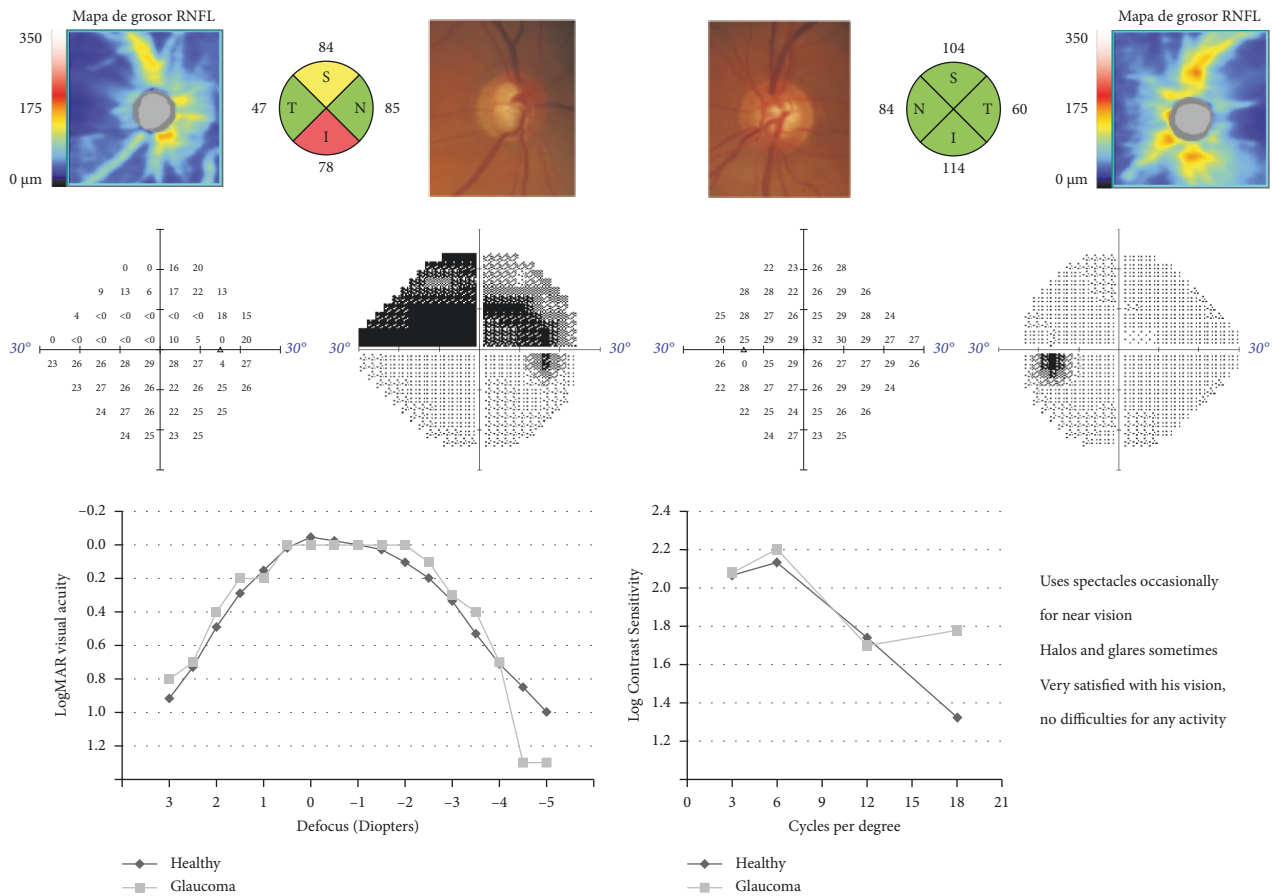 Mapa de grosor RNFL
350
175
0 µm
84
S
47 T N 85
I
78
104
S
84 N T 60
I
114
Mapa de grosor RNFL
350
175
0 µm
0 0 16 20
9 13 6 17 22 13
4 <0 <0 <0 <0 <0 18 15
0 <0 <0 <0 10 5 0 20
30° 30°
23 26 26 28 29 28 27 4 27
23 27 26 22 26 25 26
24 27 26 22 25 25
24 25 23 25
30° 30°
22 23 26 28
28 28 22 26 29 26
25 28 27 26 25 29 28 24
26 25 29 29 32 30 29 27 27
30° 30°
26 0 25 29 26 27 27 29 26
22 28 27 27 26 29 29 24
22 25 24 25 26 26
24 27 23 25
30° 30°
LogMAR visual acuity
−0.2
0.0
0.2
0.4
0.6
0.8
1.0
1.2
3 2 1 0 −1 −2 −3 −4 −5
Defocus (Diopters)
Healthy
Glaucoma
Log Contrast Sensitivity
2.4
2.2
2.0
1.8
1.6
1.4
1.2
0 3 6 9 12 15 18 21
Cycles per degree
Healthy
Glaucoma
Uses spectacles occasionally
for near vision
Halos and glares sometimes
Very satisfied with his vision,
no difficulties for any activity